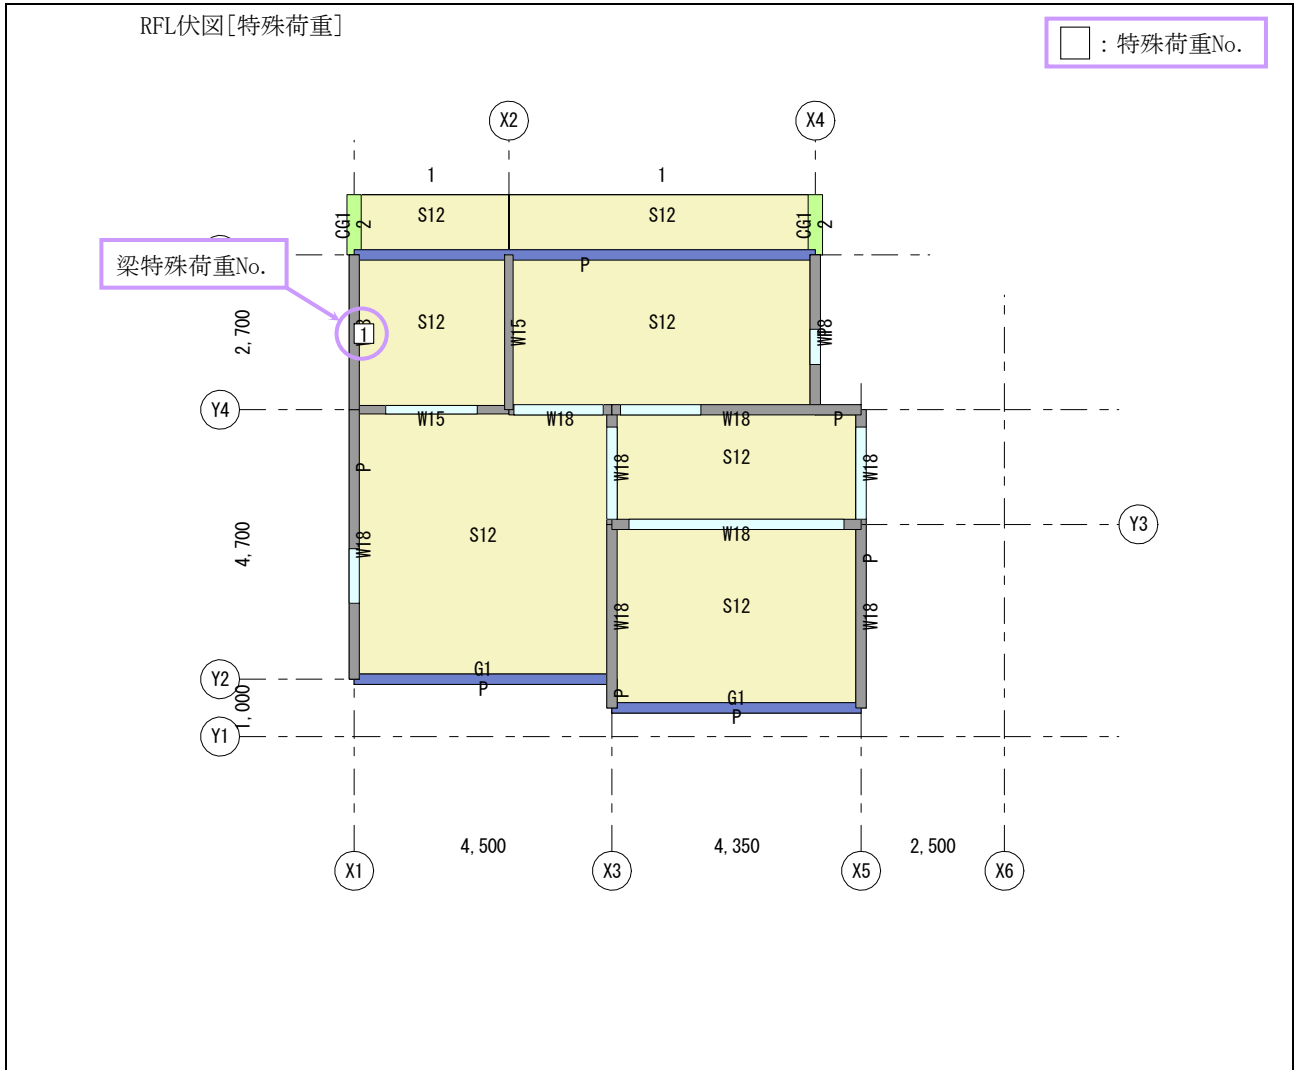 RFL伏図[特殊荷重]
□ : 特殊荷重No.
X2
X4
1
1
CG1
2
S12
S12
CG1
2
梁特殊荷重No.
P
2,700
1
S12
W15
S12
P
Y4
W15
W18
W18
P
P
W18
S12
W18
4,700
W18
S12
W18
Y3
P
W18
S12
W18
Y2
G1
P
P
G1
P
1,000
Y1
4,500
4,350
2,500
X1
X3
X5
X6